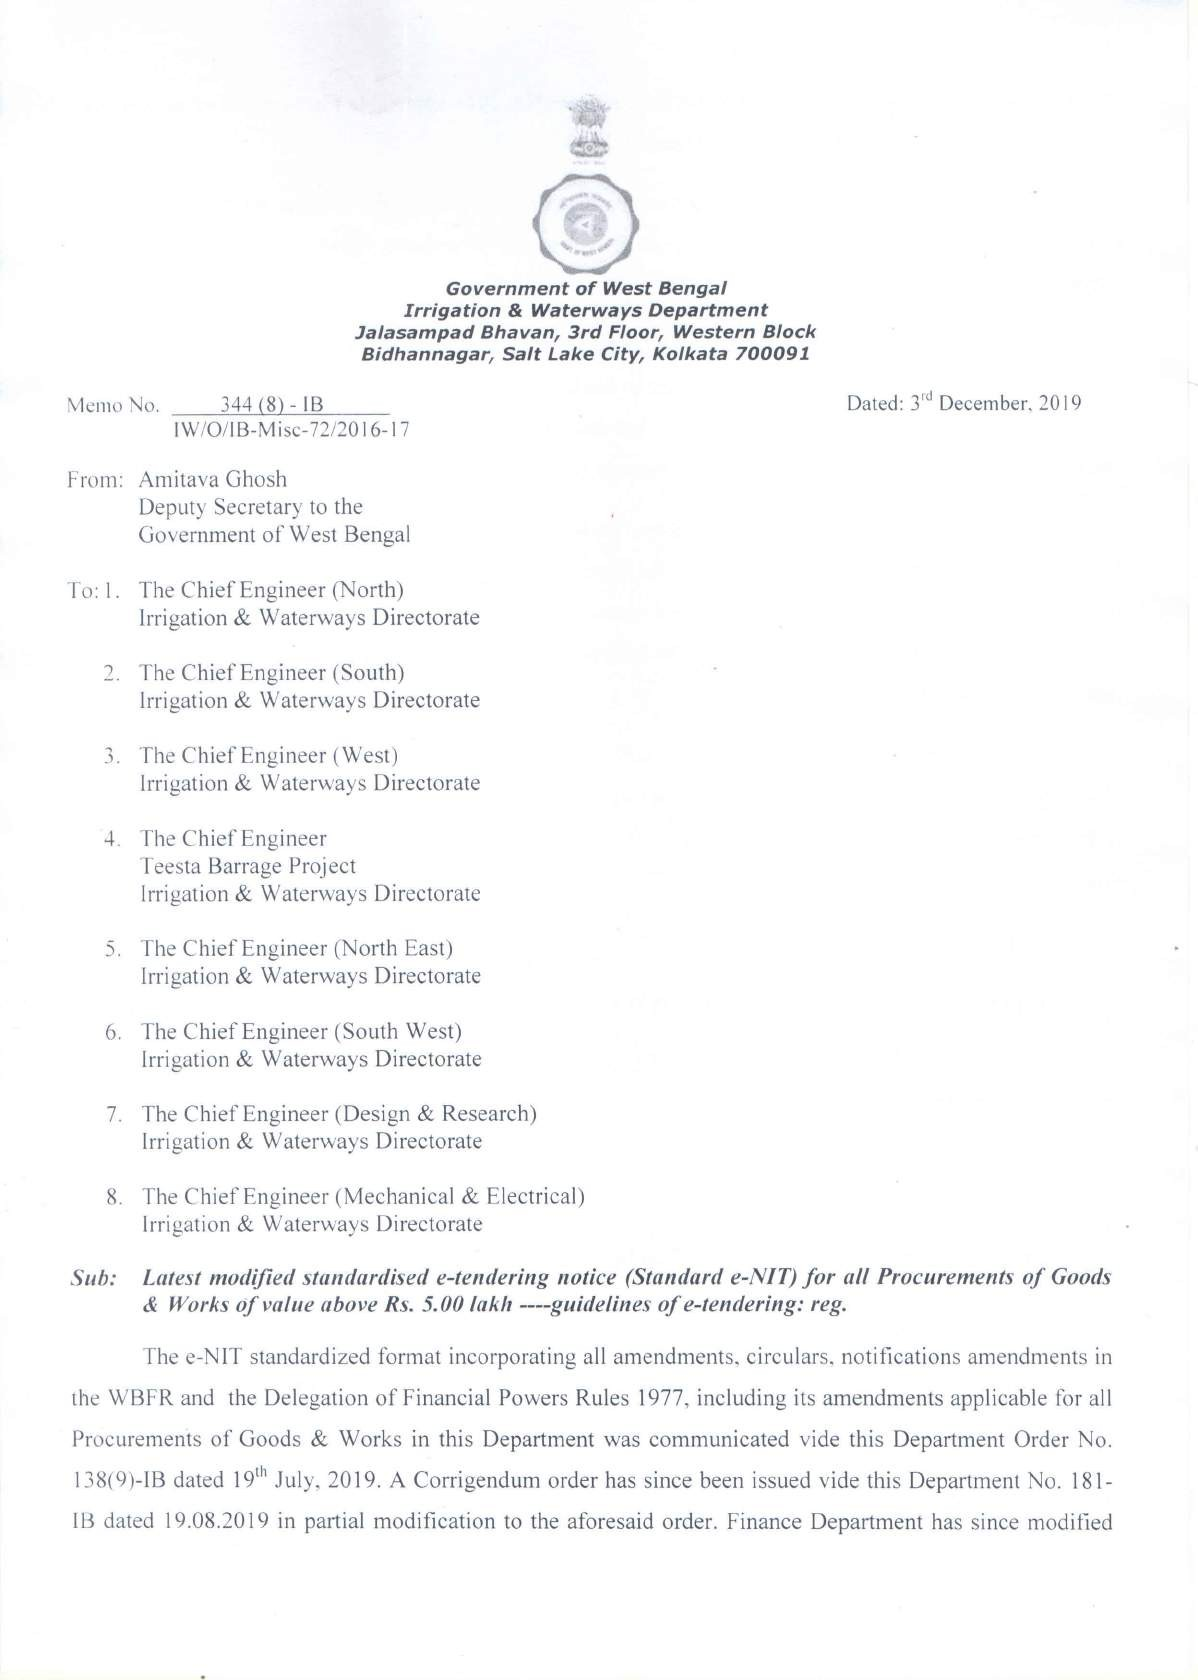 Government of West Bengal
Irrigation & Waterways Department
Jalasampad Bhavan, 3rd Floor, Western Block
Bidhannagar, Salt Lake City, Kolkata 700091
Memo No. 344 (8) - IB Dated: 3rd December, 2019
IW/O/IB-Misc-72/2016-17
From: Amitava Ghosh
Deputy Secretary to the
Government of West Bengal
To: 1. The Chief Engineer (North)
Irrigation & Waterways Directorate
2. The Chief Engineer (South)
Irrigation & Waterways Directorate
3. The Chief Engineer (West)
Irrigation & Waterways Directorate
4. The Chief Engineer
Teesta Barrage Project
Irrigation & Waterways Directorate
5. The Chief Engineer (North East)
Irrigation & Waterways Directorate
6. The Chief Engineer (South West)
Irrigation & Waterways Directorate
7. The Chief Engineer (Design & Research)
Irrigation & Waterways Directorate
8. The Chief Engineer (Mechanical & Electrical)
Irrigation & Waterways Directorate
Sub: Latest modified standardised e-tendering notice (Standard e-NIT) for all Procurements of Goods
& Works of value above Rs. 5.00 lakh ----guidelines of e-tendering: reg.
The e-NIT standardized format incorporating all amendments, circulars, notifications amendments in
the WBFR and the Delegation of Financial Powers Rules 1977, including its amendments applicable for all
Procurements of Goods & Works in this Department was communicated vide this Department Order No.
138(9)-IB dated 19th July, 2019. A Corrigendum order has since been issued vide this Department No. 181-
IB dated 19.08.2019 in partial modification to the aforesaid order. Finance Department has since modified